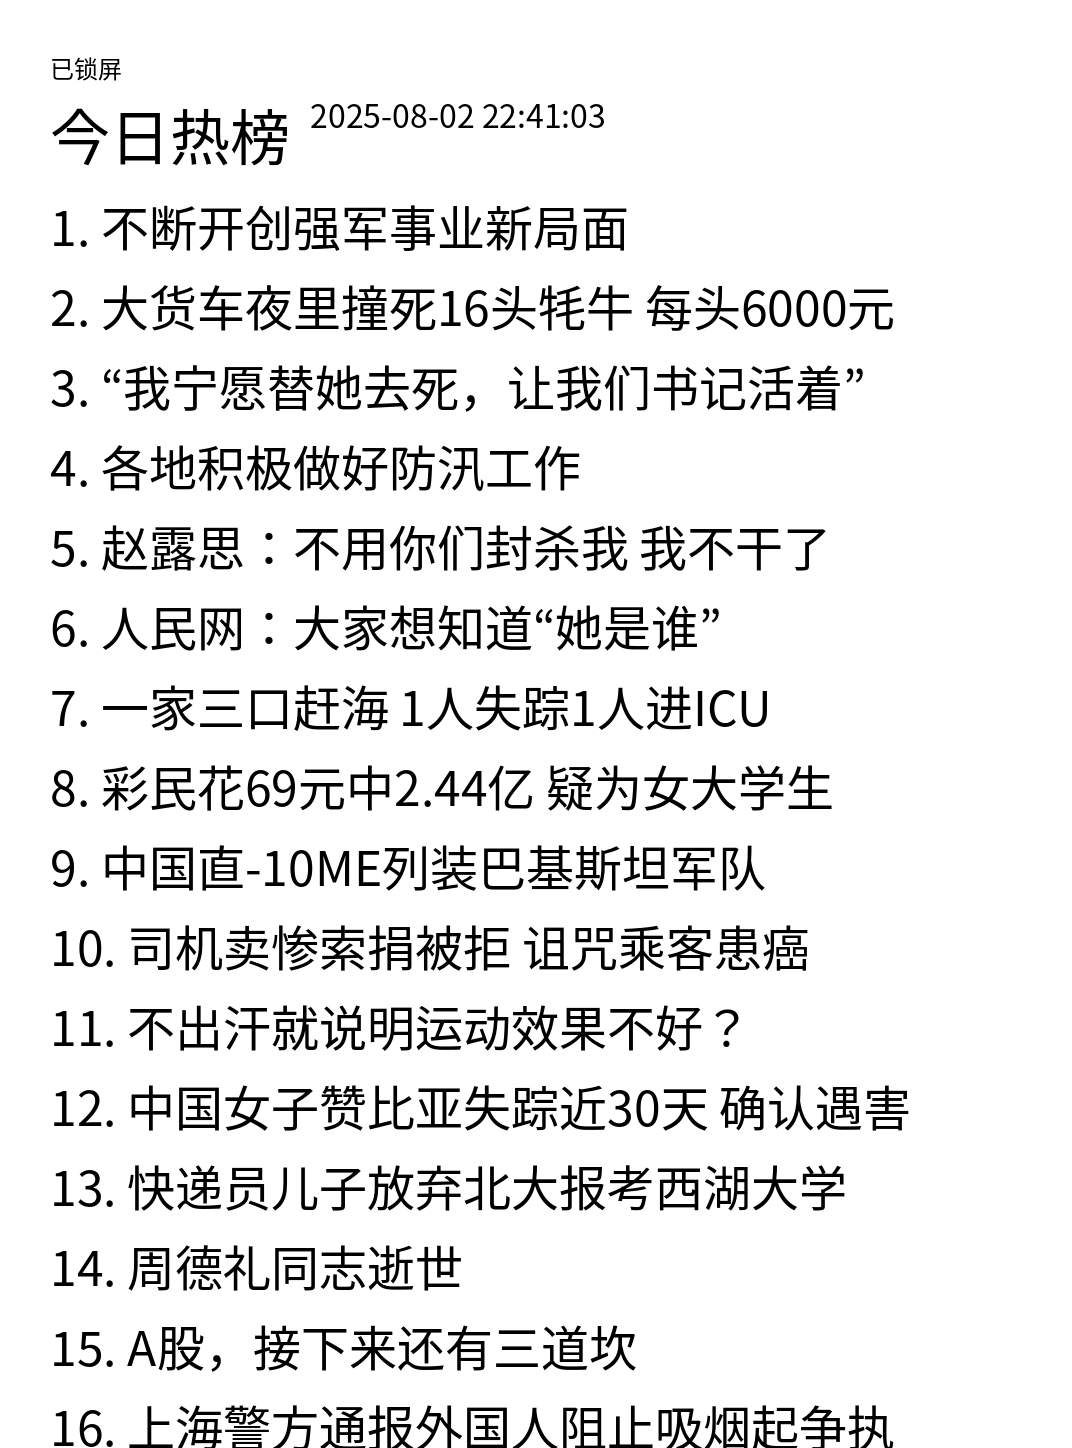 已锁屏
今日热榜 2025-08-02 22:41:03
1. 不断开创强军事业新局面
2. 大货车夜里撞死16头牦牛 每头6000元
3. “我宁愿替她去死，让我们书记活着”
4. 各地积极做好防汛工作
5. 赵露思：不用你们封杀我 我不干了
6. 人民网：大家想知道“她是谁”
7. 一家三口赶海 1人失踪1人进ICU
8. 彩民花69元中2.44亿 疑为女大学生
9. 中国直-10ME列装巴基斯坦军队
10. 司机卖惨索捐被拒 诅咒乘客患癌
11. 不出汗就说明运动效果不好？
12. 中国女子赞比亚失踪近30天 确认遇害
13. 快递员儿子放弃北大报考西湖大学
14. 周德礼同志逝世
15. A股，接下来还有三道坎
16. 上海警方通报外国人阻止吸烟起争执